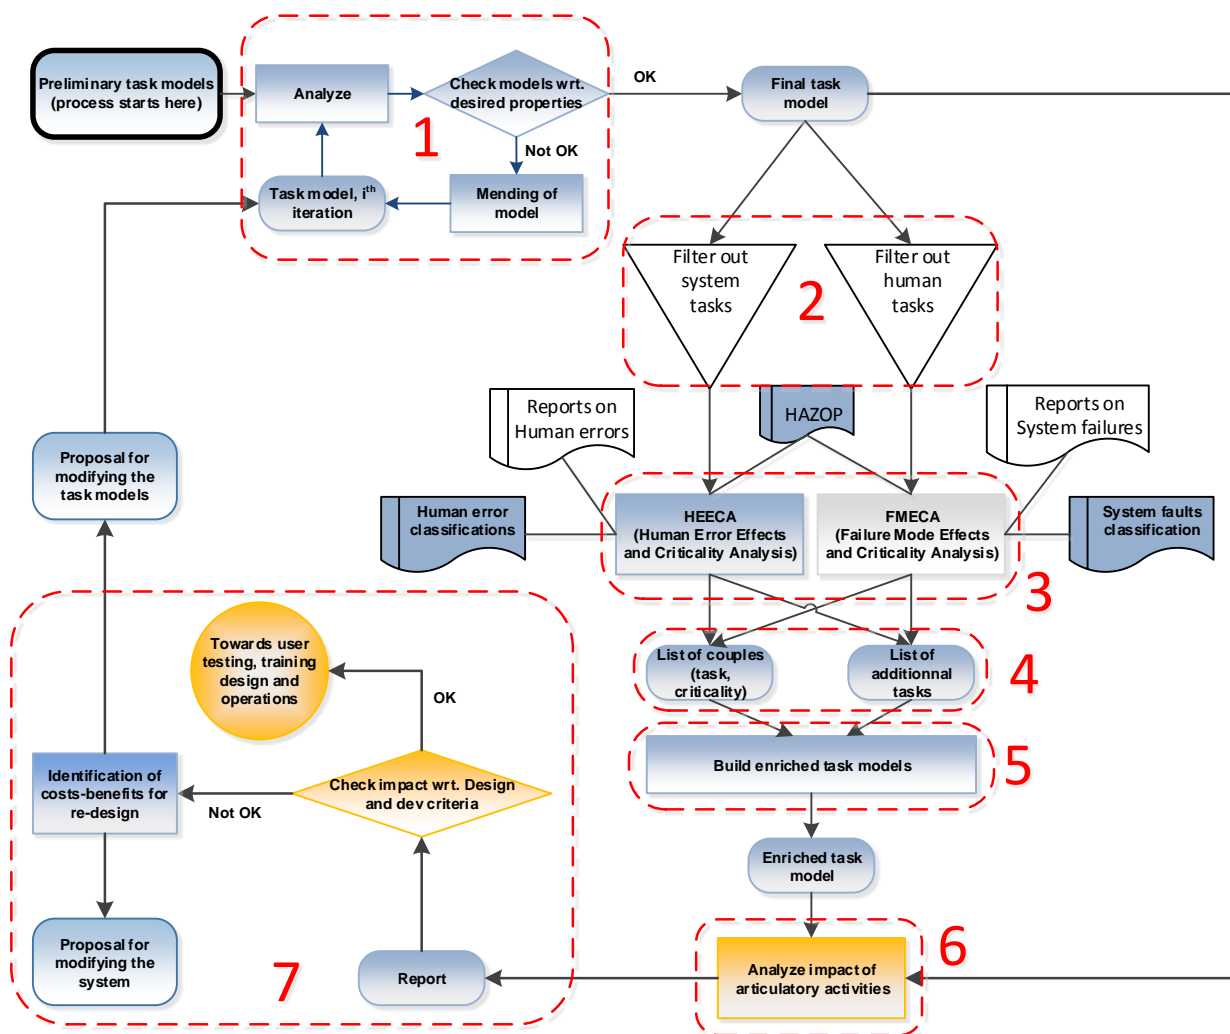 Preliminary task models
(process starts here)
Analyze
Check models wrt.
desired properties
OK
Final task
model
1
Not OK
Task model, ith
iteration
Mending of
model
Filter out
system
tasks
Filter out
human
tasks
2
Reports on
Human errors
HAZOP
Reports on
System failures
Proposal for
modifying the
task models
Human error
classifications
HEECA
(Human Error Effects
and Criticality Analysis)
FMECA
(Failure Mode Effects
and Criticality Analysis)
System faults
classification
3
Towards user
testing, training
design and
operations
OK
List of couples
(task,
criticality)
List of
additionnal
tasks
4
Identification of
costs-benefits for
re-design
Not OK
Check impact wrt. Design
and dev criteria
Build enriched task models
5
Enriched task
model
Proposal for
modifying the
system
7
Report
Analyze impact of
articulatory activities
6